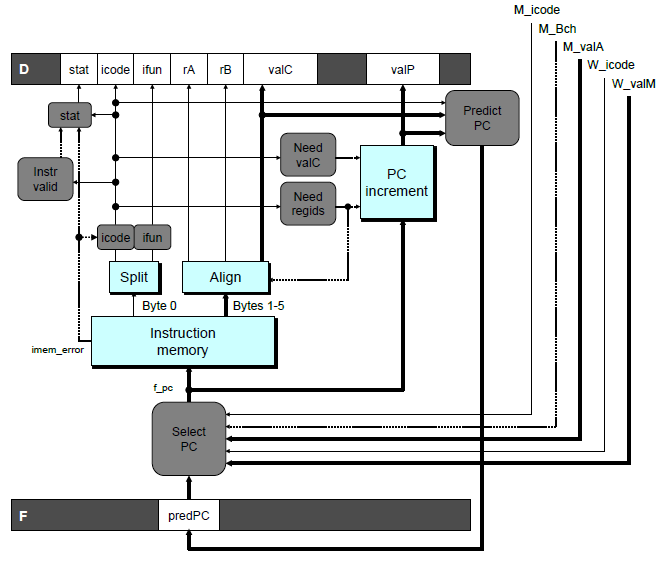 M_icode
M_Bch
M_valA
W_icode
W_valM
D stat icode ifun rA rB valC valP
stat
Predict
PC
Instr
valid
Need
valC
Need
regids
PC
increment
icode ifun
Split Align
Byte 0 Bytes 1-5
imem_error
Instruction
memory
f_pc
Select
PC
F predPC